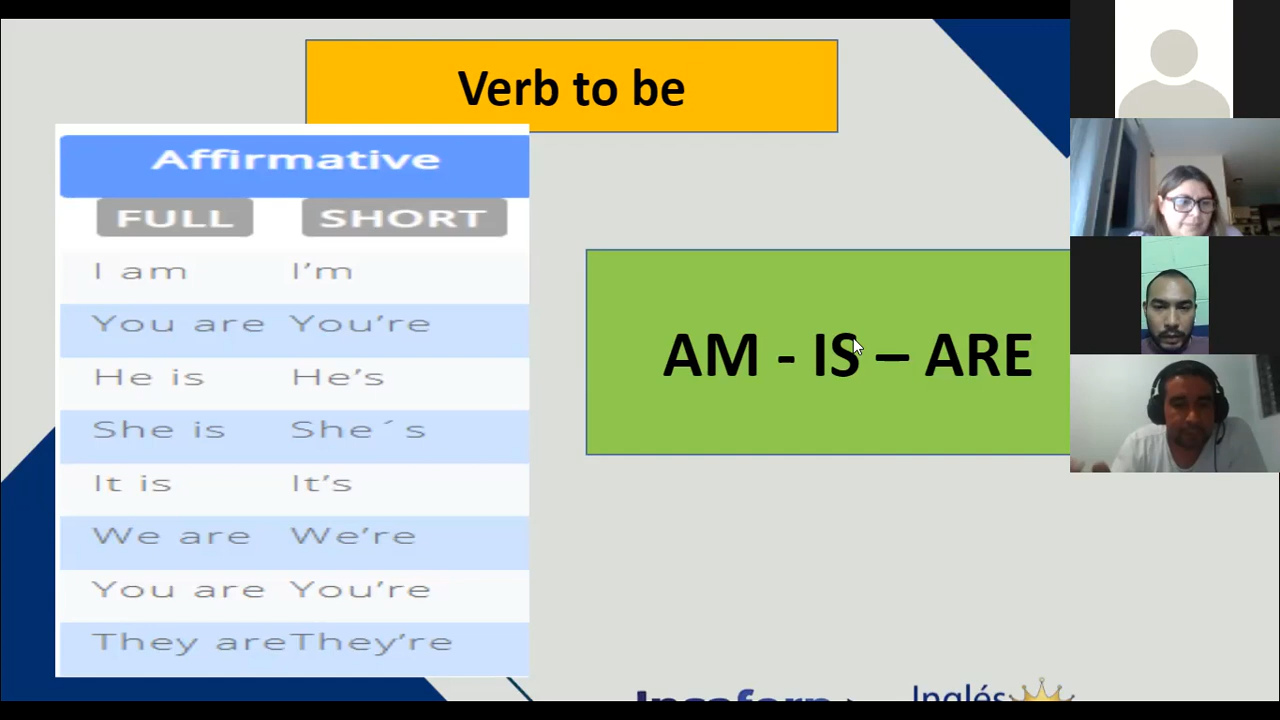 Verb to be
Affirmative
FULL SHORT
I am I’m
You are You’re
He is He’s
She is She´s
It is It’s
We are We’re
You are You’re
They are They’re
AM - IS – ARE
Inglés